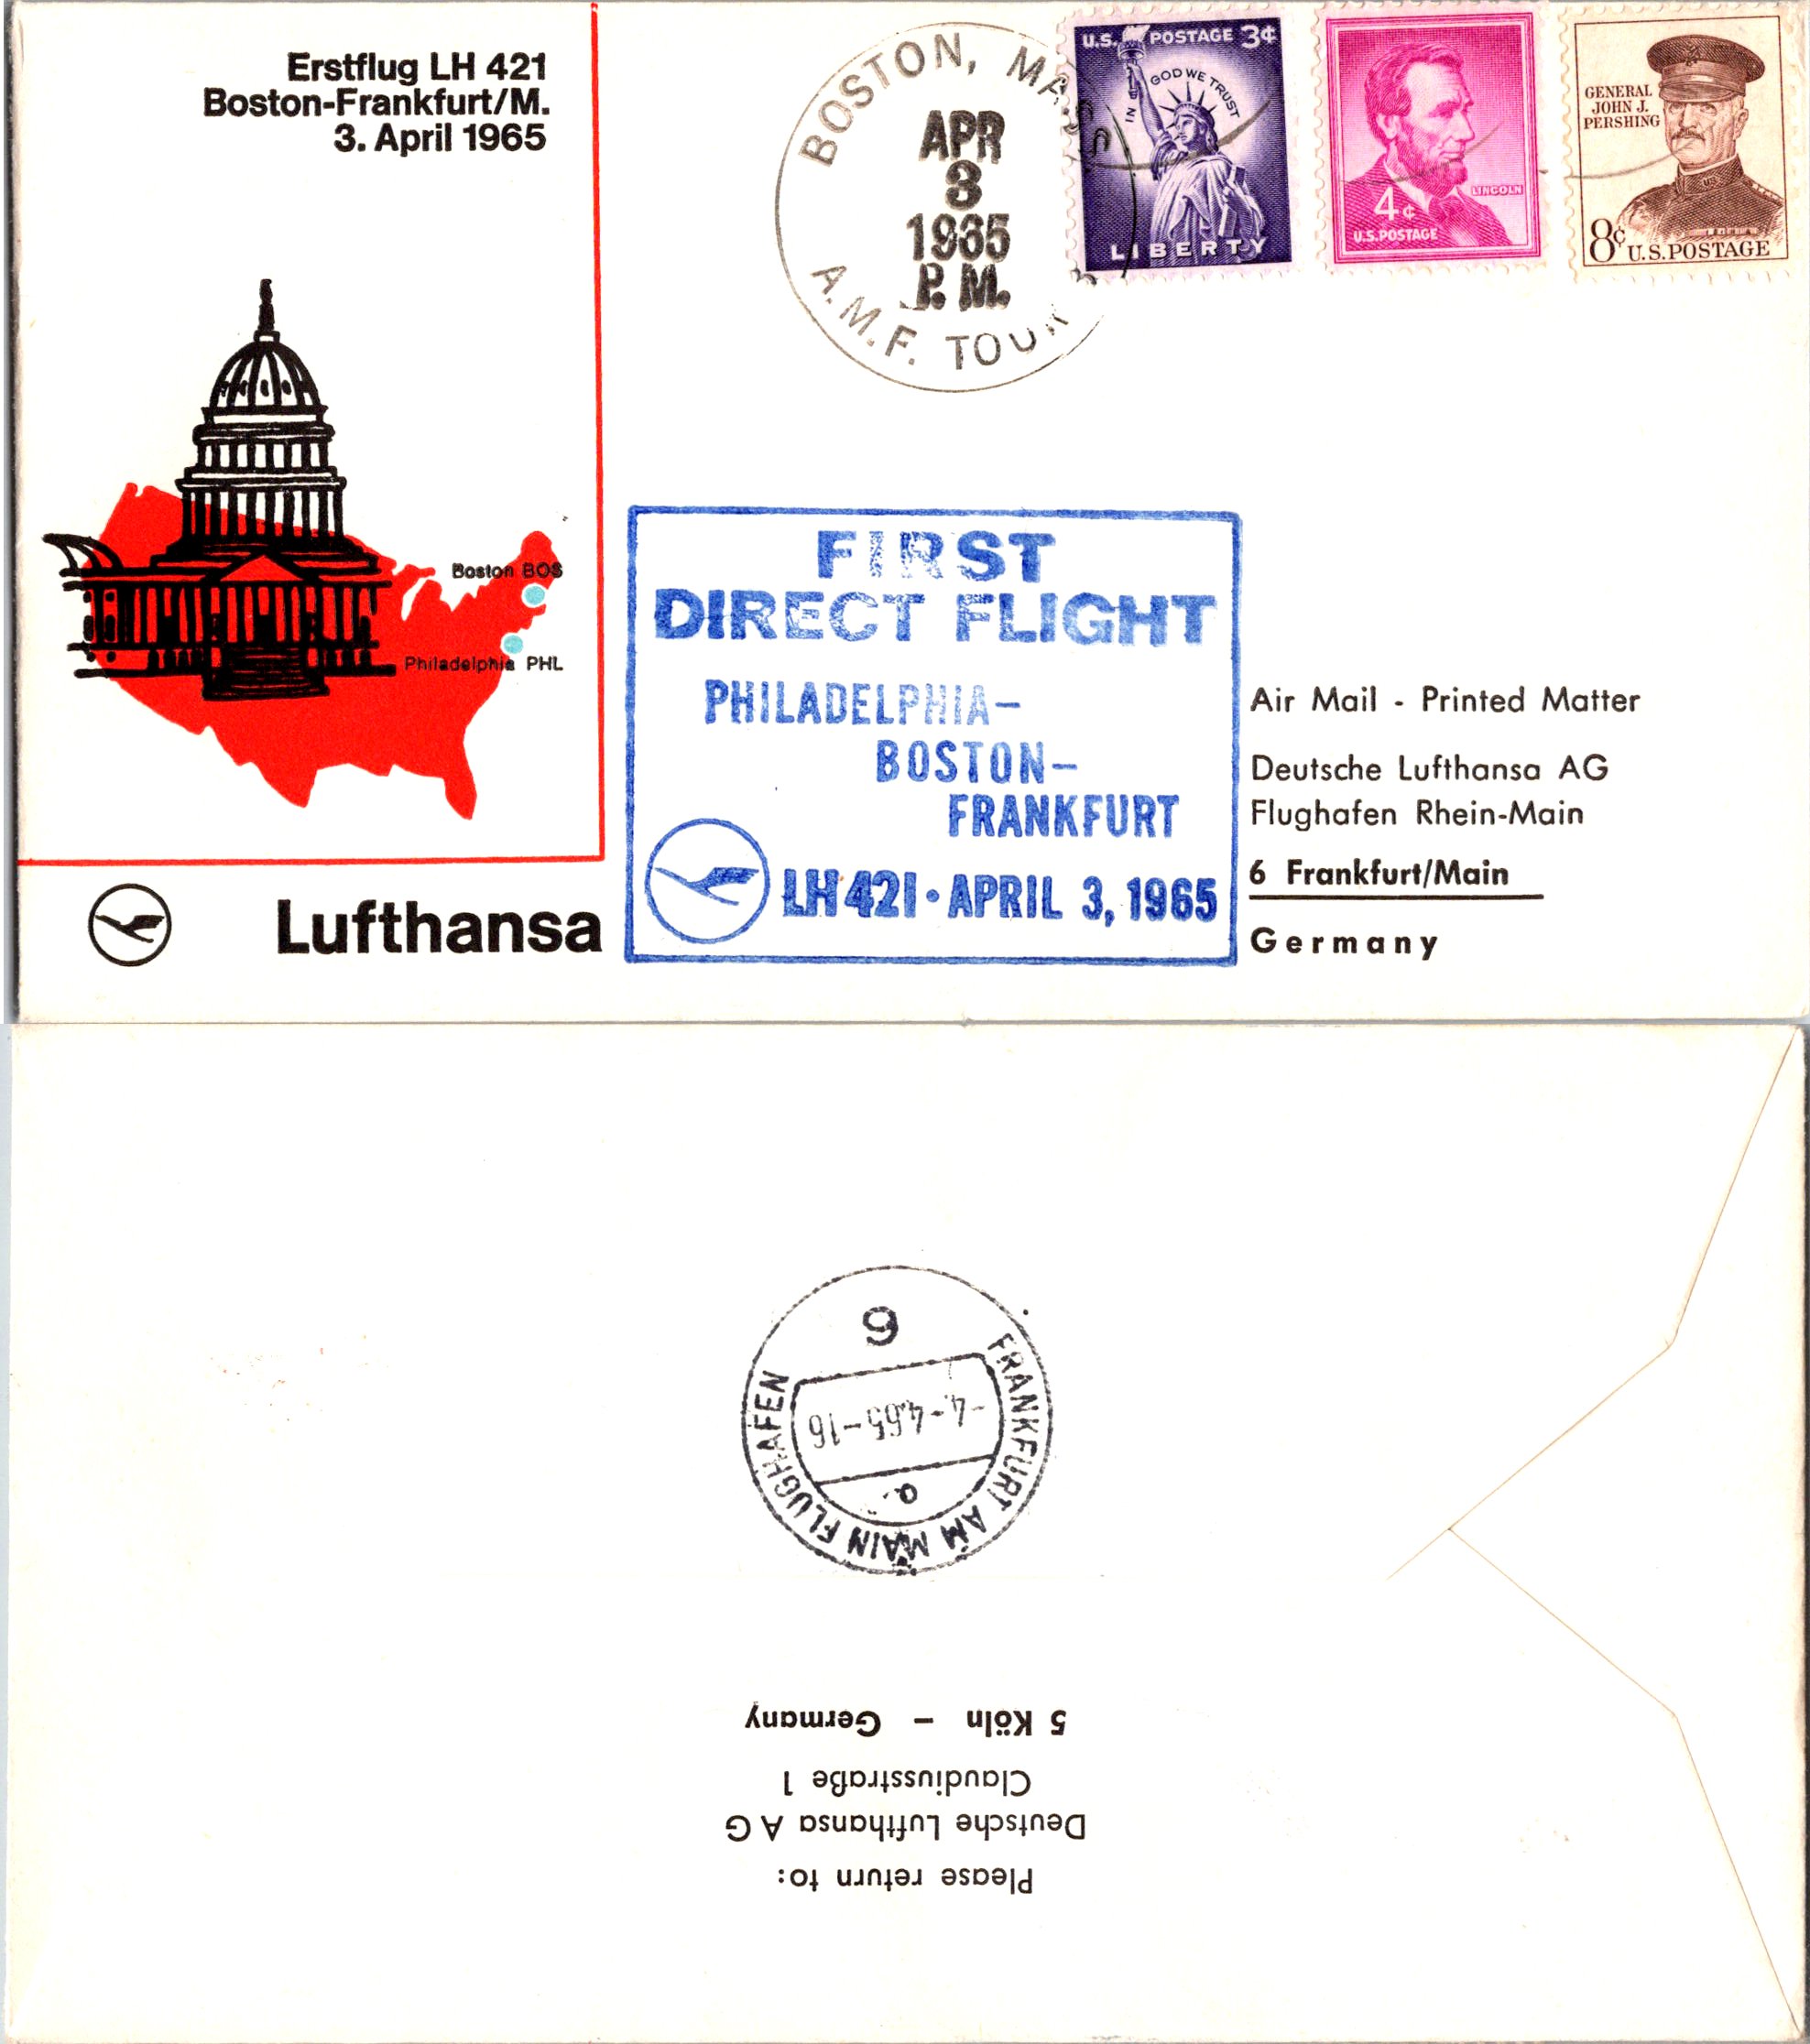 Erstflug LH 421
Boston-Frankfurt/M.
3. April 1965
Boston BOS
Philadelphia PHL
Lufthansa
BOSTON, MASS.
APR
3
1965
P.M.
A.M.F.
U.S. POSTAGE 3¢
IN GOD WE TRUST
LIBERTY
LINCOLN
4¢
U.S. POSTAGE
GENERAL
JOHN J.
PERSHING
8¢ U.S. POSTAGE
FIRST
DIRECT FLIGHT
PHILADELPHIA-
BOSTON-
FRANKFURT
LH 421 • APRIL 3, 1965
Air Mail - Printed Matter
Deutsche Lufthansa AG
Flughafen Rhein-Main
6 Frankfurt/Main
Germany
FRANKFURT AM MAIN FLUGHAFEN
a
-4.-4.65-16
6
Please return to:
Deutsche Lufthansa AG
Claudiusstraße 1
5 Köln - Germany